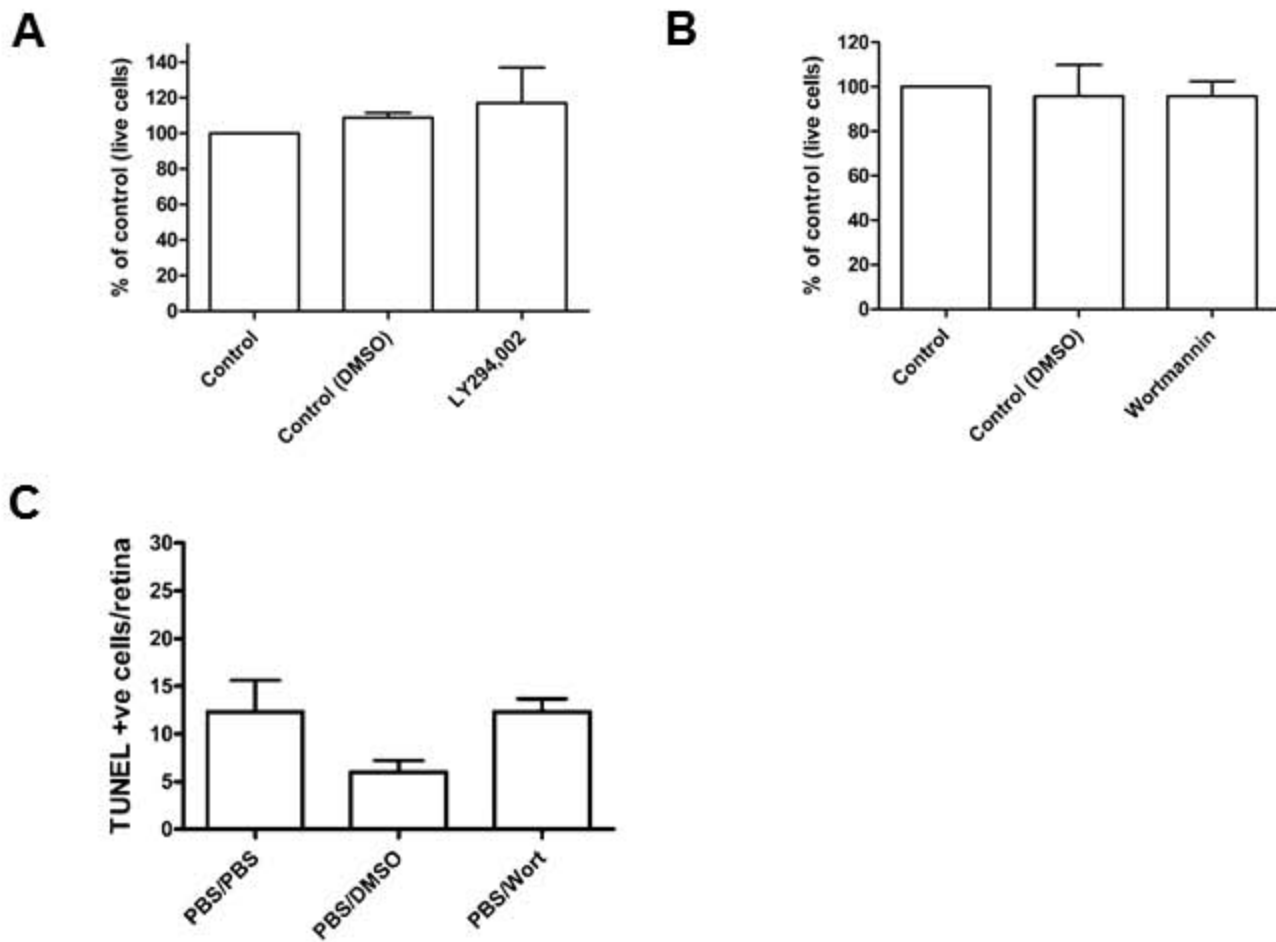 A
% of control (live cells)
140
120
100
80
60
40
20
0
Control
Control (DMSO)
LY294,002
B
% of control (live cells)
120
100
80
60
40
20
0
Control
Control (DMSO)
Wortmannin
C
TUNEL +ve cells/retina
30
25
20
15
10
5
0
PBS/PBS
PBS/DMSO
PBS/Wort